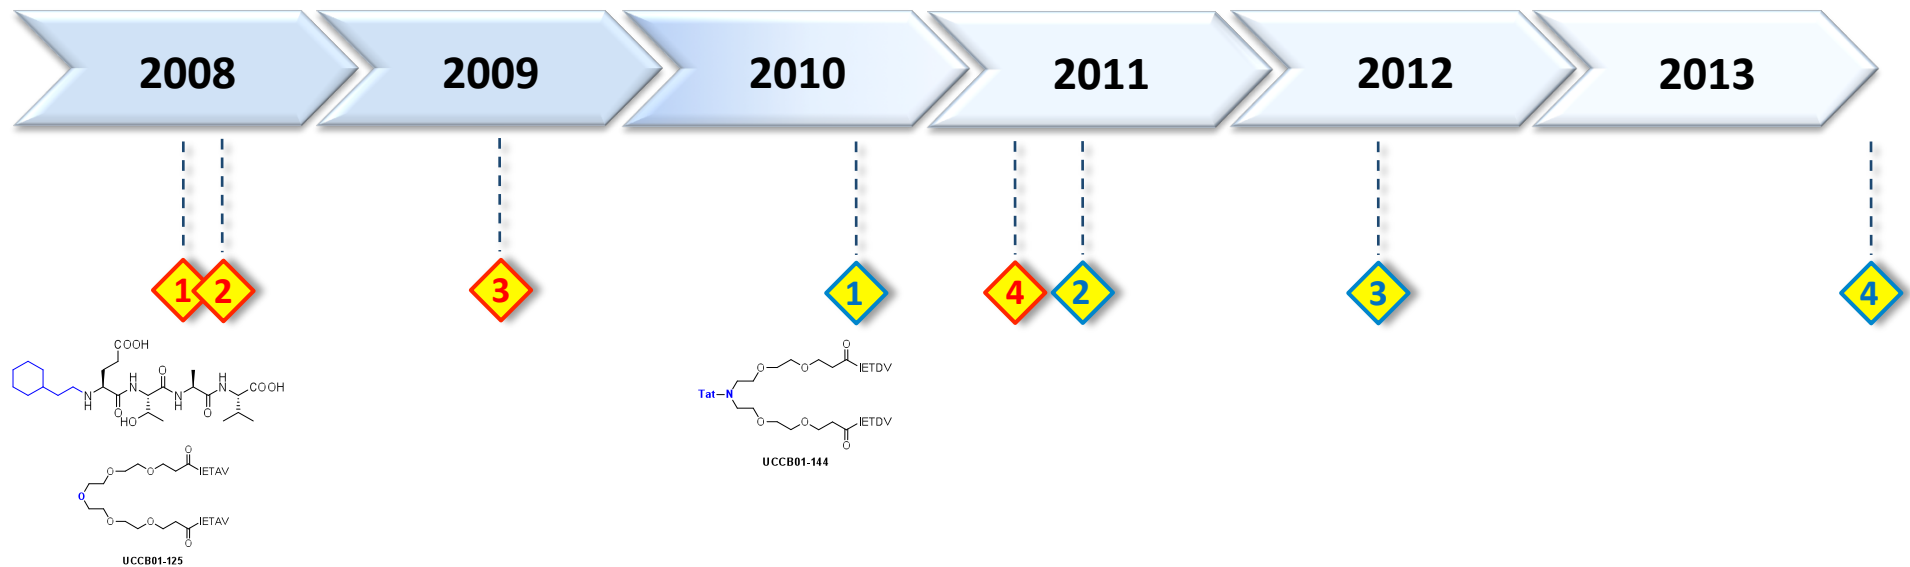 2008 2009 2010 2011 2012 2013
1 2 3 1 4 2 3 4
COOH
H N COOH
N H O O N H O O N H
HO
O
IETAV
O O
O
O O
IETAV
O
UCCB01-125
O
IETDV
O O
Tat N
O O
IETDV
O
UCCB01-144